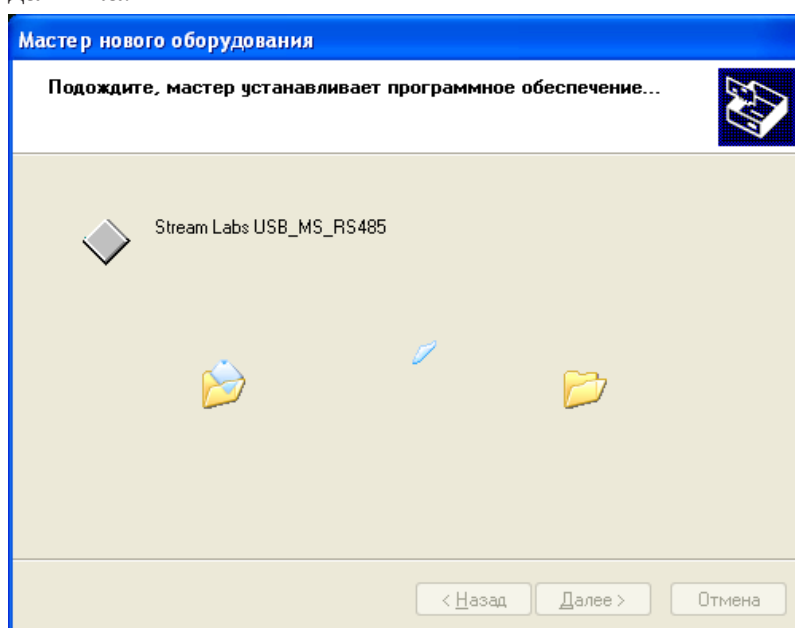 Мастер нового оборудования
Подождите, мастер устанавливает программное обеспечение...
Stream Labs USB_MS_RS485
< Назад Далее > Отмена